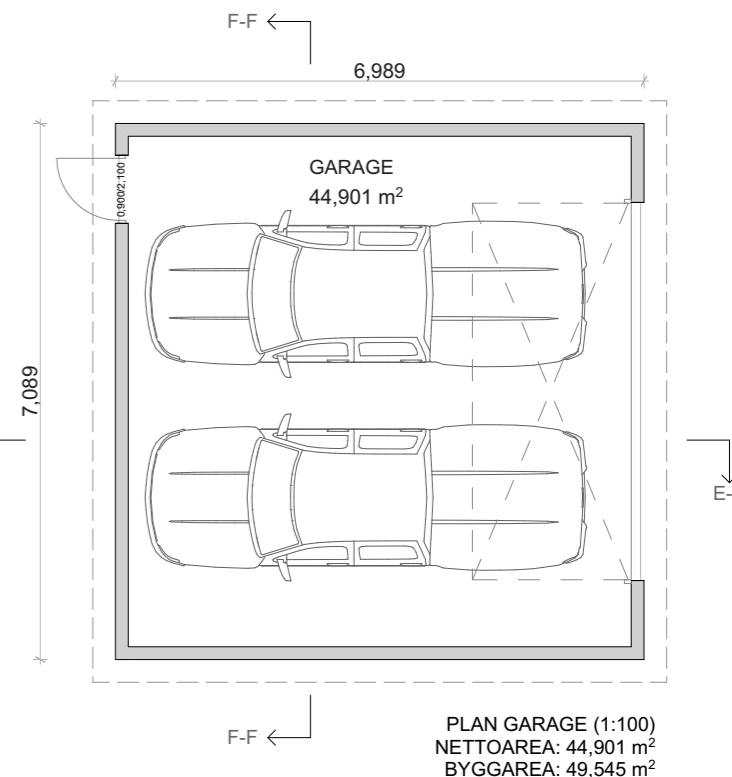 F-F
6,989
GARAGE
44,901 m²
0,900/2,100
7,089
E-
F-F
PLAN GARAGE (1:100)
NETTOAREA: 44,901 m²
BYGGAREA: 49,545 m²